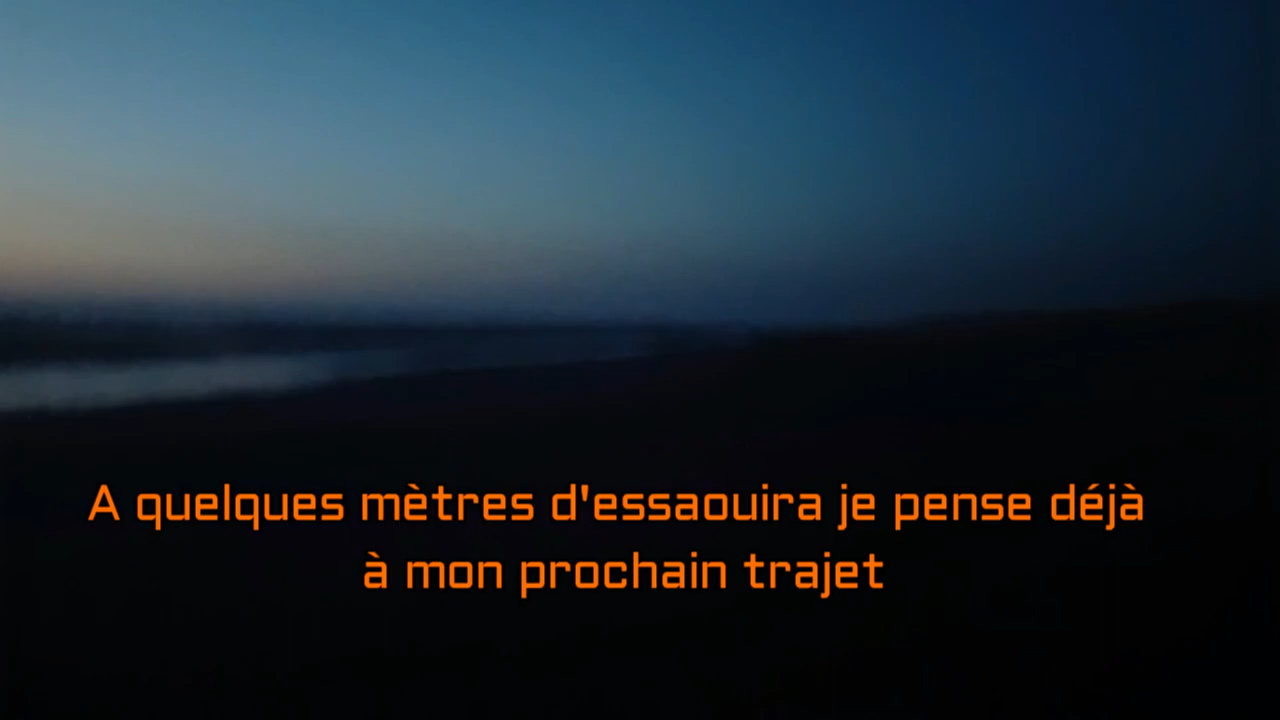 A quelques mètres d'essaouira je pense déjà
à mon prochain trajet